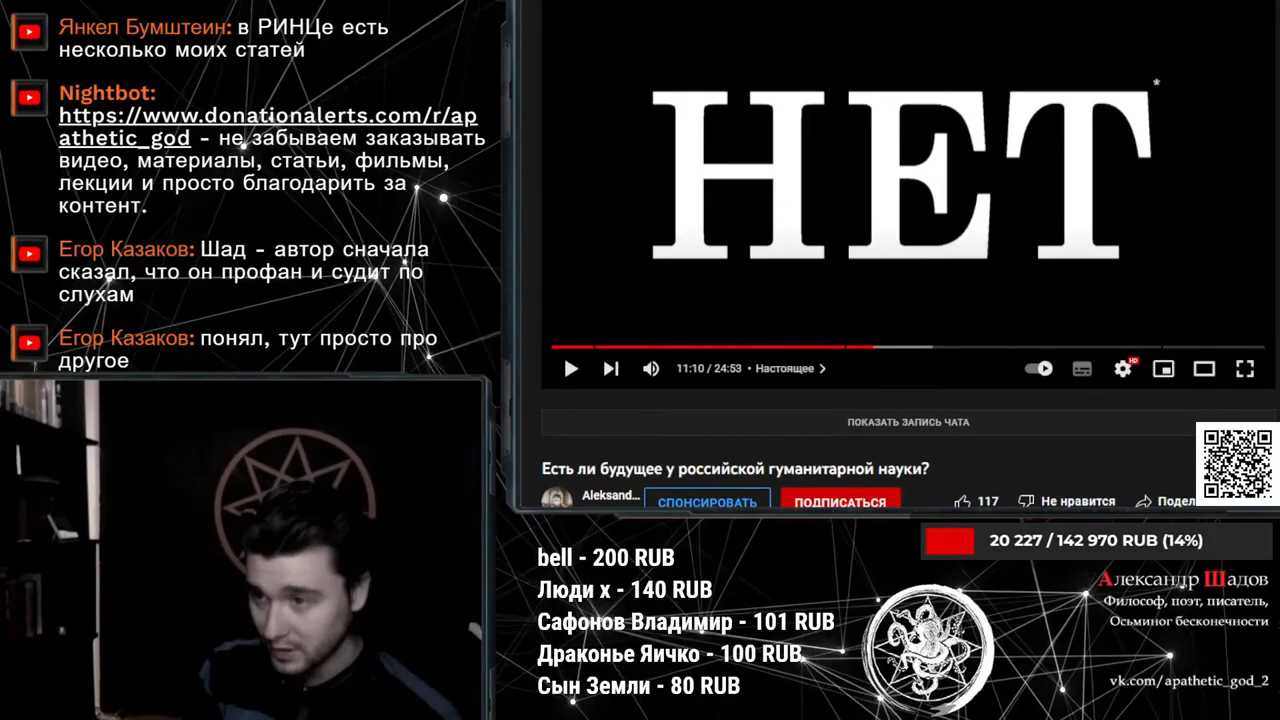 Янкел Бумштеин: в РИНЦе есть
несколько моих статей
Nightbot:
https://www.donationalerts.com/r/ap
athetic_god - не забываем заказывать
видео, материалы, статьи, фильмы,
лекции и просто благодарить за
контент.
Егор Казаков: Шад - автор сначала
сказал, что он профан и судит по
слухам
Егор Казаков: понял, тут просто про
другое
НЕТ*
11:10 / 24:53 • Настоящее
HD
ПОКАЗАТЬ ЗАПИСЬ ЧАТА
Есть ли будущее у российской гуманитарной науки?
Aleksand...
СПОНСИРОВАТЬ
ПОДПИСАТЬСЯ
117
Не нравится
Подел
20 227 / 142 970 RUB (14%)
bell - 200 RUB
Люди х - 140 RUB
Сафонов Владимир - 101 RUB
Драконье Яичко - 100 RUB
Сын Земли - 80 RUB
Александр Шадов
Философ, поэт, писатель,
Осьминог бесконечности
vk.com/apathetic_god_2